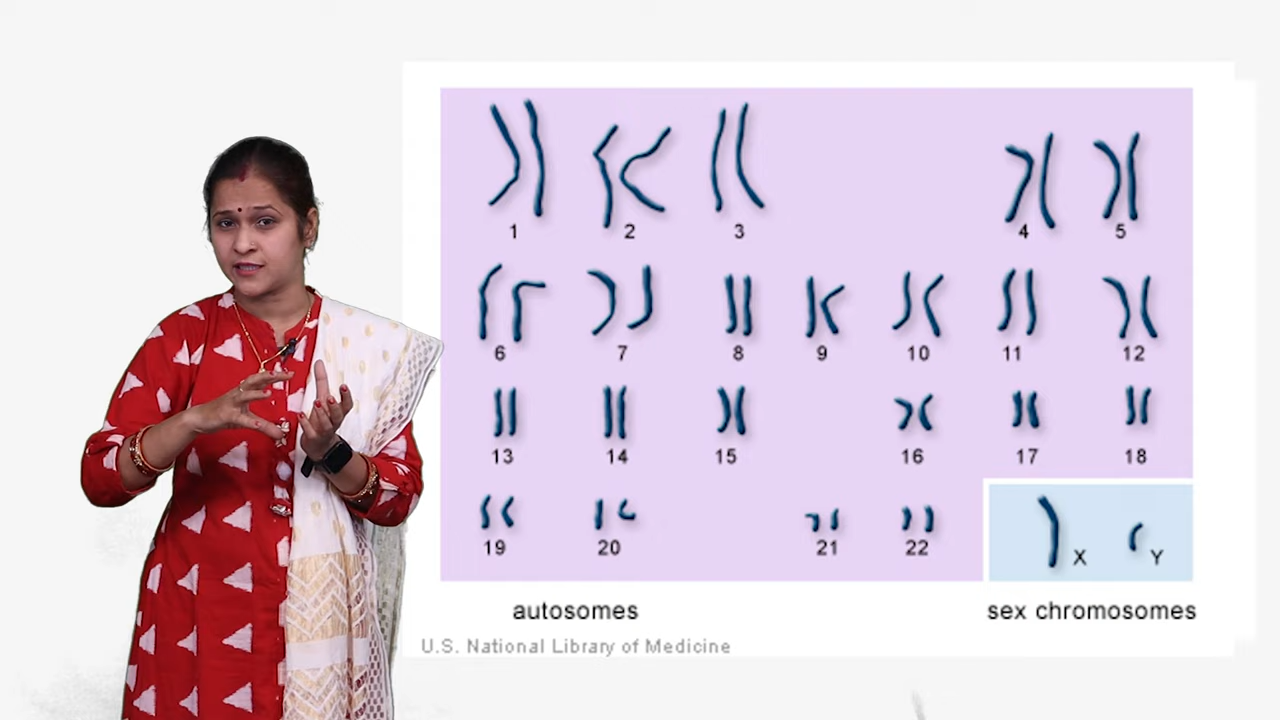 1 2 3 4 5
6 7 8 9 10 11 12
13 14 15 16 17 18
19 20 21 22 X Y
autosomes sex chromosomes
U.S. National Library of Medicine